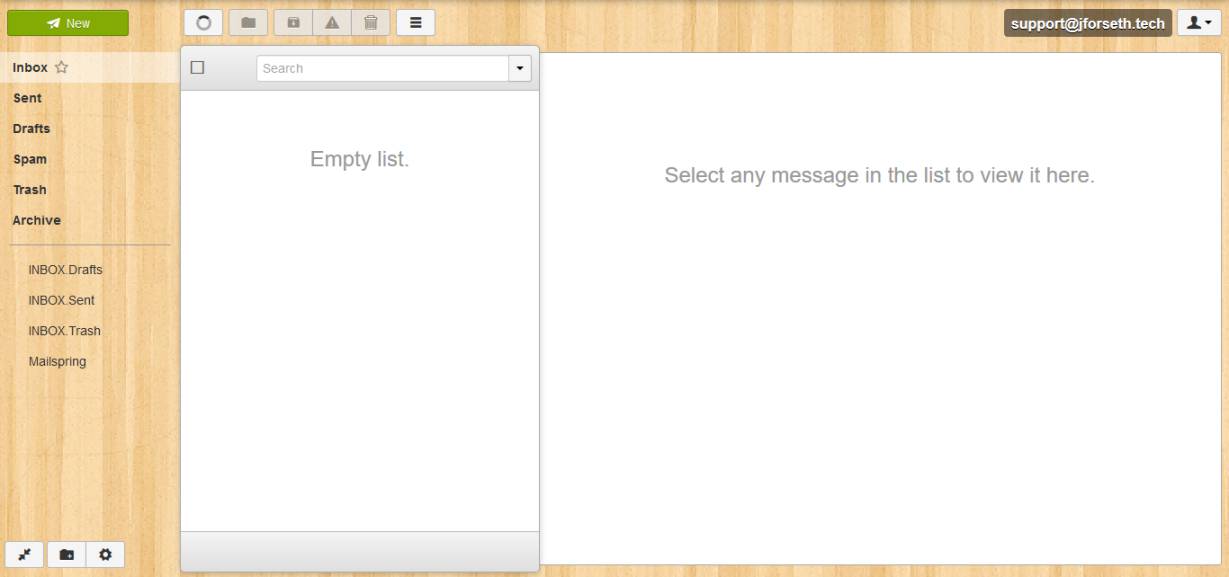 New
support@jforseth.tech
Inbox
Search
Sent
Drafts
Spam
Trash
Archive
Empty list.
Select any message in the list to view it here.
INBOX.Drafts
INBOX.Sent
INBOX.Trash
Mailspring